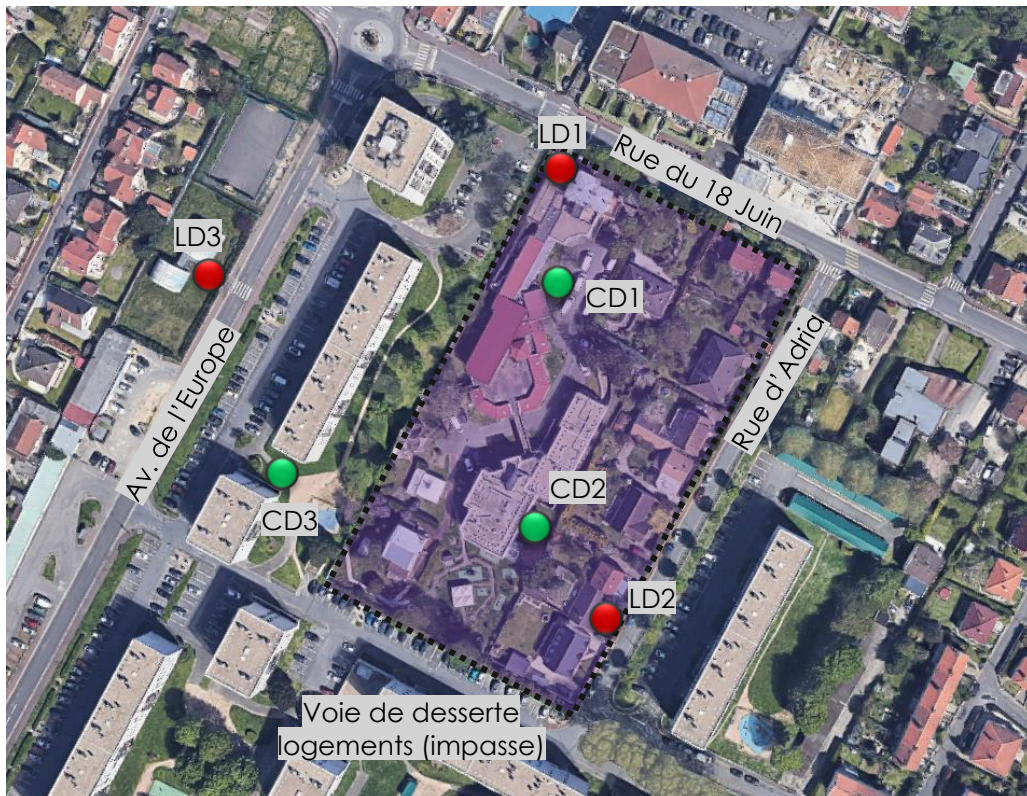 LD1
Rue du 18 Juin
LD3
CD1
Av. de l'Europe
Rue d'Adria
CD2
CD3
LD2
Voie de desserte
logements (impasse)